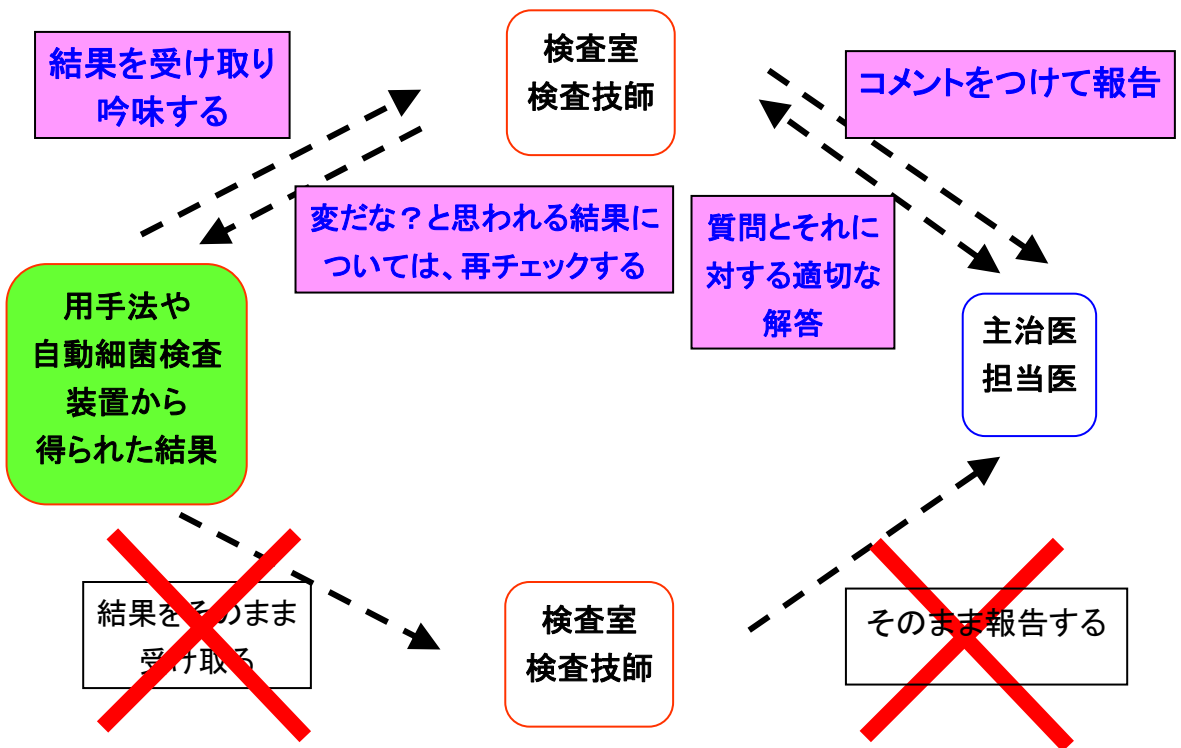 結果を受け取り
吟味する
検査室
検査技師
コメントをつけて報告
変だな？と思われる結果に
ついては、再チェックする
質問とそれに
対する適切な
解答
用手法や
自動細菌検査
装置から
得られた結果
主治医
担当医
結果をそのまま
受け取る
検査室
検査技師
そのまま報告する